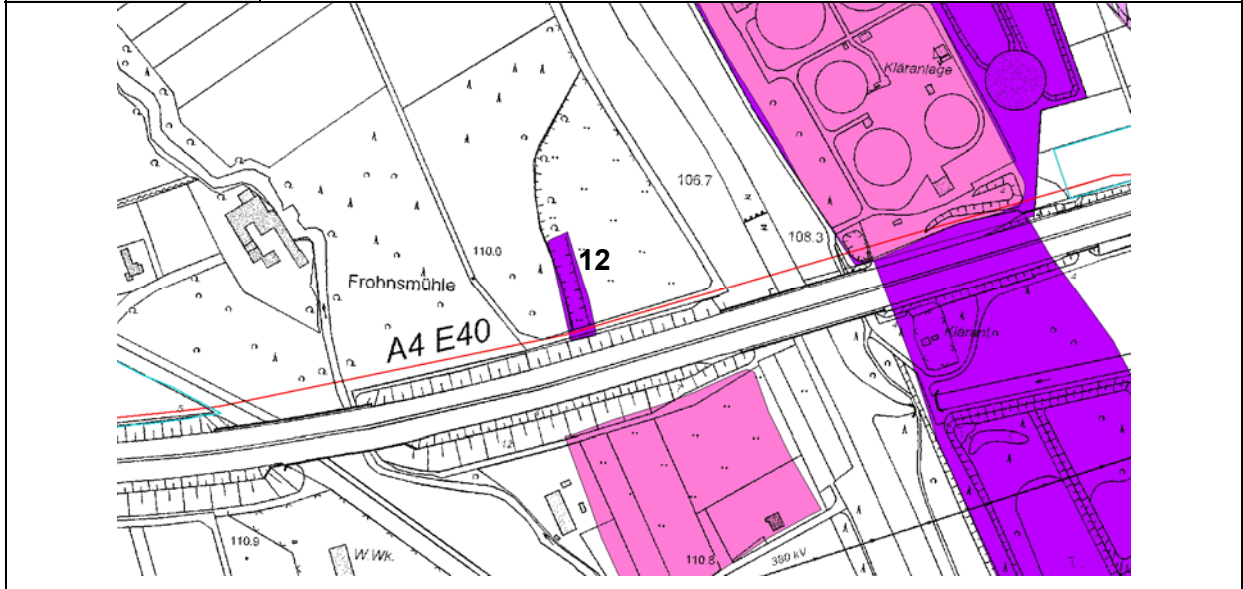 Kläranlage
106.7
108.3
110.0
12
Frohnsmühle
A4 E40
Kläranl.
5
12
110.9
W.Wk.
110.8
380 kV
T.